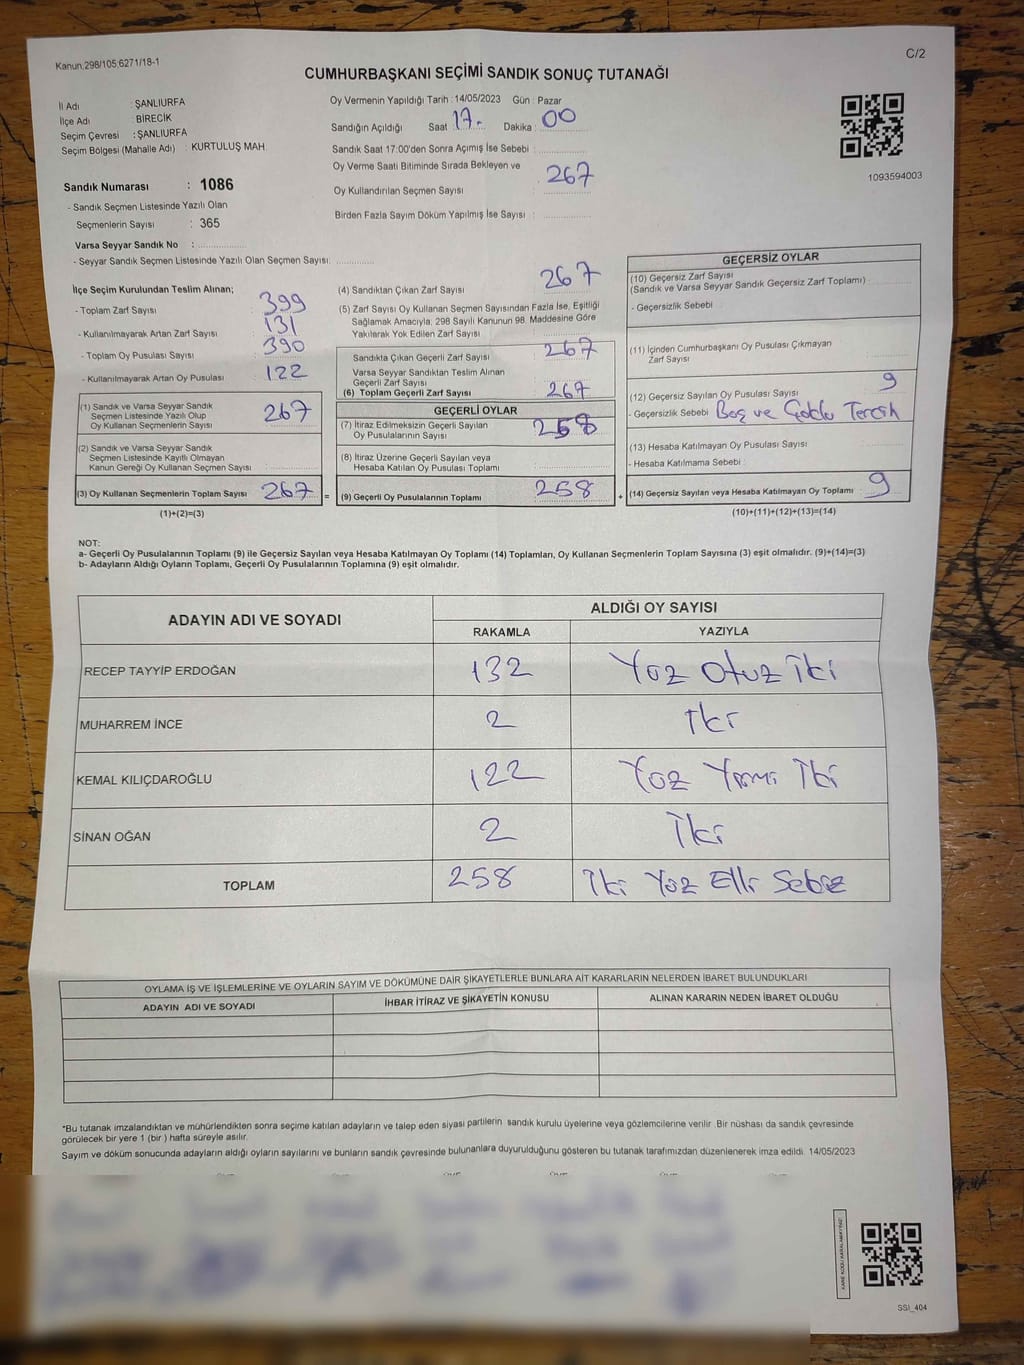 Kanun.298/105;6271/18-1
C/2
CUMHURBAŞKANI SEÇİMİ SANDIK SONUÇ TUTANAĞI
İl Adı : ŞANLIURFA
İlçe Adı : BİRECİK
Seçim Çevresi : ŞANLIURFA
Seçim Bölgesi (Mahalle Adı) : KURTULUŞ MAH.
Sandık Numarası : 1086
- Sandık Seçmen Listesinde Yazılı Olan
Seçmenlerin Sayısı : 365
Varsa Seyyar Sandık No :
- Seyyar Sandık Seçmen Listesinde Yazılı Olan Seçmen Sayısı:
Oy Vermenin Yapıldığı Tarih : 14/05/2023 Gün : Pazar
Sandığın Açıldığı Saat 17. Dakika : 00
Sandık Saat 17:00'den Sonra Açımış İse Sebebi :
Oy Verme Saati Bitiminde Sırada Bekleyen ve
Oy Kullandırılan Seçmen Sayısı : 267
Birden Fazla Sayım Döküm Yapılmış İse Sayısı :
1093594003
İlçe Seçim Kurulundan Teslim Alınan;
- Toplam Zarf Sayısı : 399
- Kullanılmayarak Artan Zarf Sayısı : 131
- Toplam Oy Pusulası Sayısı : 390
- Kullanılmayarak Artan Oy Pusulası : 122
(1) Sandık ve Varsa Seyyar Sandık
Seçmen Listesinde Yazılı Olup
Oy Kullanan Seçmenlerin Sayısı : 267
(2) Sandık ve Varsa Seyyar Sandık
Seçmen Listesinde Kayıtlı Olmayan
Kanun Gereği Oy Kullanan Seçmen Sayısı
(3) Oy Kullanan Seçmenlerin Toplam Sayısı 267 =
(1)+(2)=(3)
(4) Sandıktan Çıkan Zarf Sayısı : 267
(5) Zarf Sayısı Oy Kullanan Seçmen Sayısından Fazla İse, Eşitliği
Sağlamak Amacıyla, 298 Sayılı Kanunun 98. Maddesine Göre
Yakılarak Yok Edilen Zarf Sayısı
Sandıkta Çıkan Geçerli Zarf Sayısı : 267
Varsa Seyyar Sandıktan Teslim Alınan
Geçerli Zarf Sayısı
(6) Toplam Geçerli Zarf Sayısı : 267
GEÇERLİ OYLAR
(7) İtiraz Edilmeksizin Geçerli Sayılan
Oy Pusulalarının Sayısı : 258
(8) İtiraz Üzerine Geçerli Sayılan veya
Hesaba Katılan Oy Pusulası Toplamı
(9) Geçerli Oy Pusulalarının Toplamı : 258 +
GEÇERSİZ OYLAR
(10) Geçersiz Zarf Sayısı
(Sandık ve Varsa Seyyar Sandık Geçersiz Zarf Toplamı) :
- Geçersizlik Sebebi :
(11) İçinden Cumhurbaşkanı Oy Pusulası Çıkmayan
Zarf Sayısı
(12) Geçersiz Sayılan Oy Pusulası Sayısı : 9
- Geçersizlik Sebebi : Boş ve Çoklu Tercih
(13) Hesaba Katılmayan Oy Pusulası Sayısı
- Hesaba Katılmama Sebebi :
(14) Geçersiz Sayılan veya Hesaba Katılmayan Oy Toplamı : 9
(10)+(11)+(12)+(13)=(14)
NOT:
a- Geçerli Oy Pusulalarının Toplamı (9) ile Geçersiz Sayılan veya Hesaba Katılmayan Oy Toplamı (14) Toplamları, Oy Kullanan Seçmenlerin Toplam Sayısına (3) eşit olmalıdır. (9)+(14)=(3)
b- Adayların Aldığı Oyların Toplamı, Geçerli Oy Pusulalarının Toplamına (9) eşit olmalıdır.
ADAYIN ADI VE SOYADI ALDIĞI OY SAYISI
RAKAMLA YAZIYLA
RECEP TAYYİP ERDOĞAN 132 Yüz Otuz İki
MUHARREM İNCE 2 İki
KEMAL KILIÇDAROĞLU 122 Yüz Yirmi İki
SİNAN OĞAN 2 İki
TOPLAM 258 İki Yüz Elli Sekiz
OYLAMA İŞ VE İŞLEMLERİNE VE OYLARIN SAYIM VE DÖKÜMÜNE DAİR ŞİKAYETLERLE BUNLARA AİT KARARLARIN NELERDEN İBARET BULUNDUKLARI
ADAYIN ADI VE SOYADI İHBAR İTİRAZ VE ŞİKAYETİN KONUSU ALINAN KARARIN NEDEN İBARET OLDUĞU
*Bu tutanak imzalandıktan ve mühürlendikten sonra seçime katılan adayların ve talep eden siyasi partilerin sandık kurulu üyelerine veya gözlemcilerine verilir. Bir nüshası da sandık çevresinde
görülecek bir yere 1 (bir ) hafta süreyle asılır.
Sayım ve döküm sonucunda adayların aldığı oyların sayılarını ve bunların sandık çevresinde bulunanlara duyurulduğunu gösteren bu tutanak tarafımızdan düzenlenerek imza edildi. 14/05/2023
KARE KODU KARALAMAYINIZ!
SSİ_404